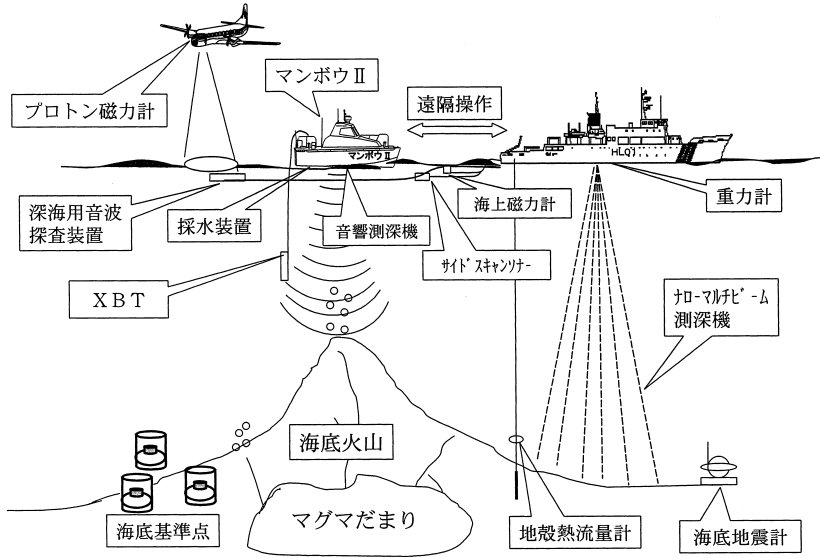 マンボウⅡ
プロトン磁力計
遠隔操作
マンボウⅡ
HL01
深海用音波
探査装置
採水装置
音響測深機
海上磁力計
重力計
サイドスキャンソナー
XBT
ナローマルチビーム
測深機
海底火山
マグマだまり
海底基準点
地殻熱流量計
海底地震計